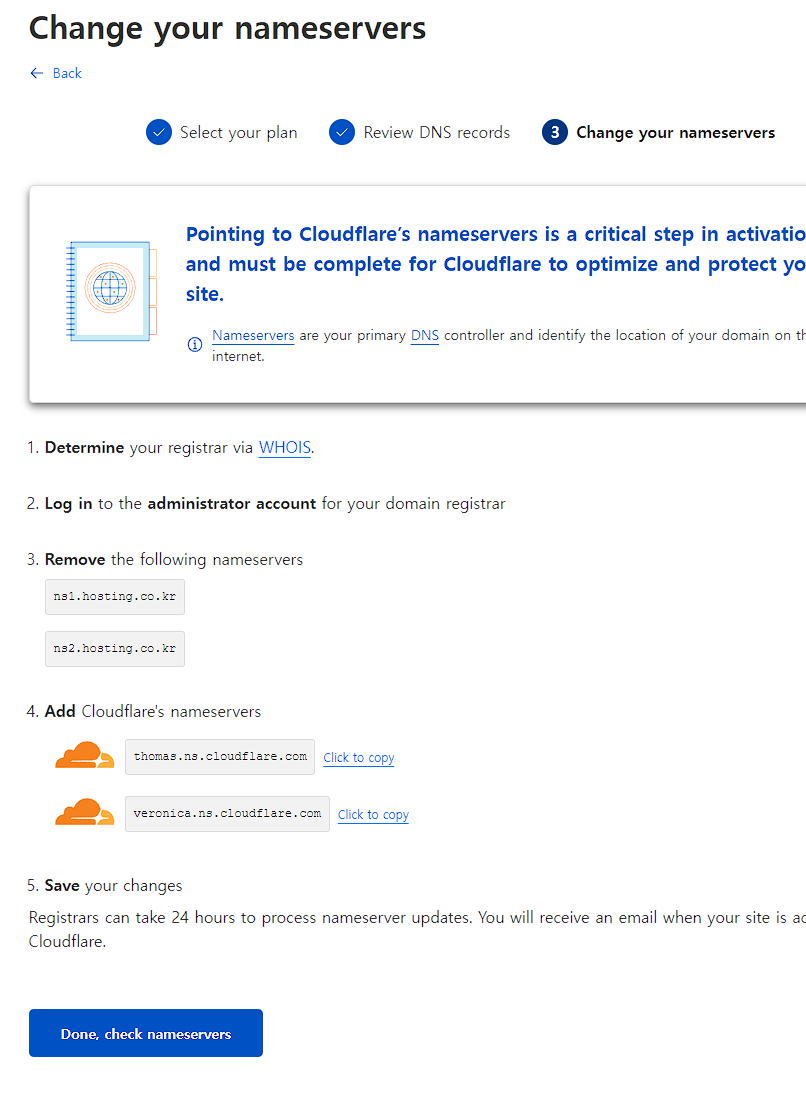 Change your nameservers
← Back
Select your plan
Review DNS records
3 Change your nameservers
Pointing to Cloudflare's nameservers is a critical step in
and must be complete for Cloudflare to optimize and protect
site.
Nameservers are your primary DNS controller and identify the location of your domain on
internet.
1. Determine your registrar via WHOIS.
2. Log in to the administrator account for your domain registrar
3. Remove the following nameservers
ns1.hosting.co.kr
ns2.hosting.co.kr
4. Add Cloudflare's nameservers
thomas.ns.cloudflare.com Click to copy
veronica.ns.cloudflare.com Click to copy
5. Save your changes
Registrars can take 24 hours to process nameserver updates. You will receive an email when your site is
Cloudflare.
Done, check nameservers